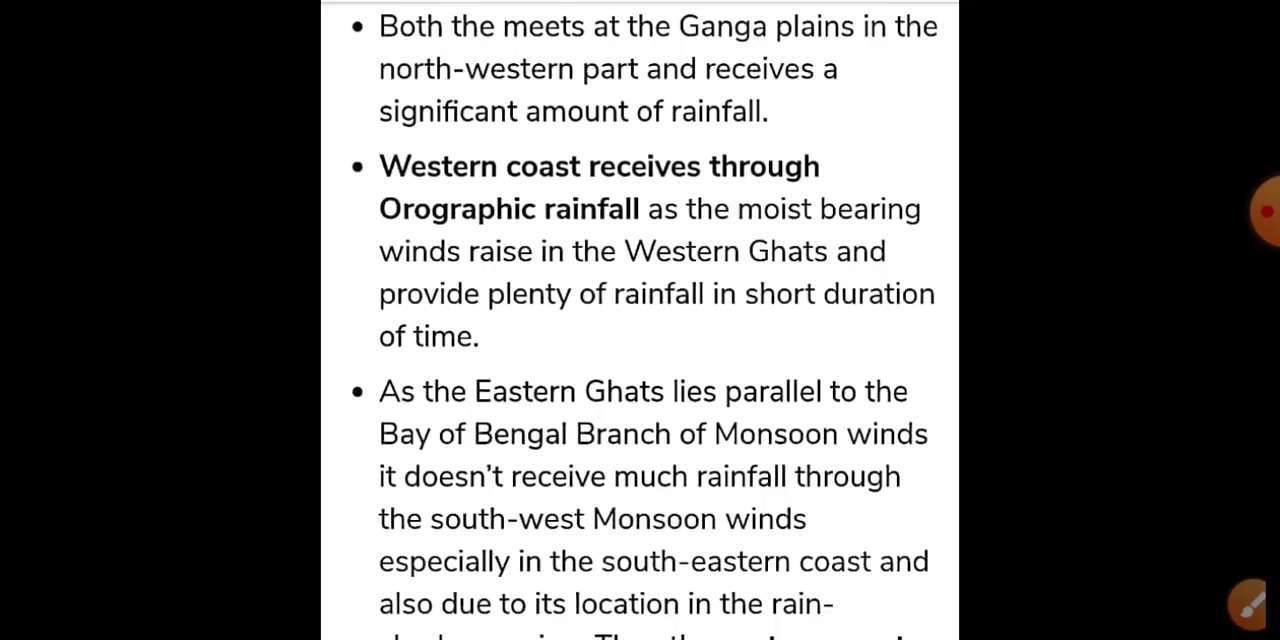 Both the meets at the Ganga plains in the
north-western part and receives a
significant amount of rainfall.
Western coast receives through
Orographic rainfall as the moist bearing
winds raise in the Western Ghats and
provide plenty of rainfall in short duration
of time.
As the Eastern Ghats lies parallel to the
Bay of Bengal Branch of Monsoon winds
it doesn't receive much rainfall through
the south-west Monsoon winds
especially in the south-eastern coast and
also due to its location in the rain-